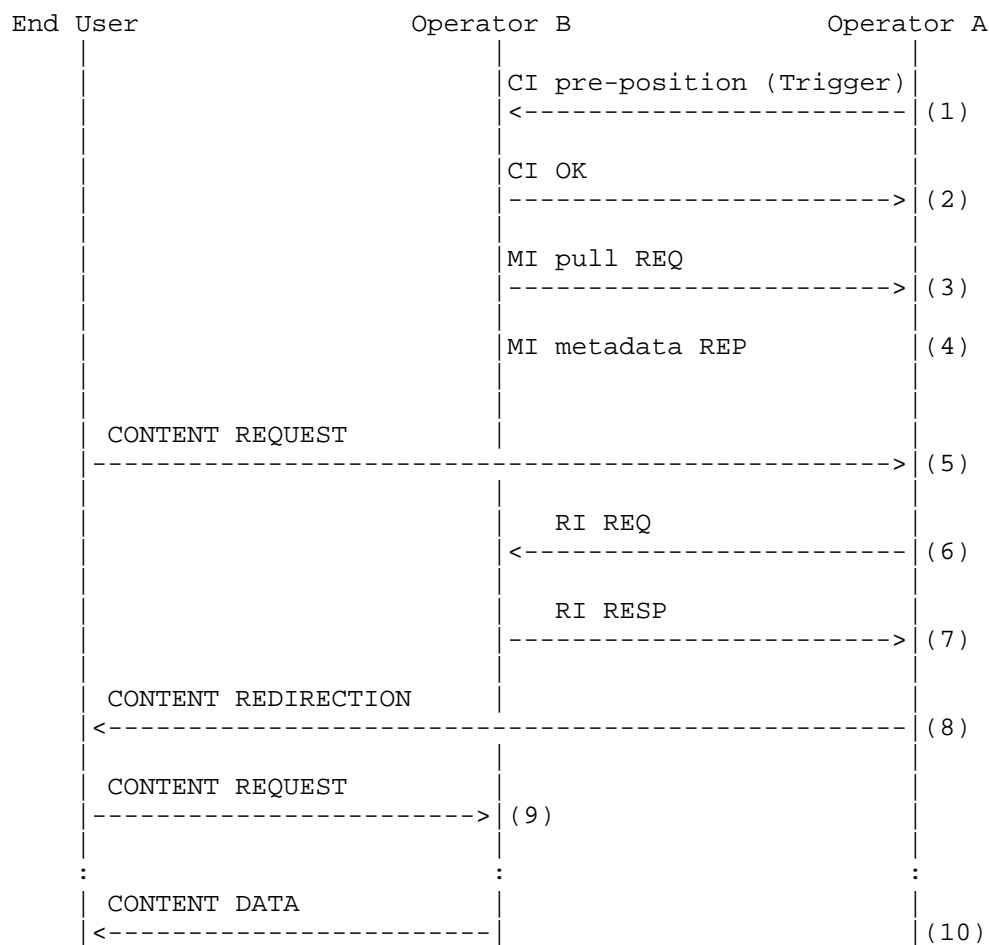 End User                 Operator B                Operator A
CI pre-position (Trigger)
(1)
CI OK
(2)
MI pull REQ
(3)
MI metadata REP (4)
CONTENT REQUEST
(5)
RI REQ
(6)
RI RESP
(7)
CONTENT REDIRECTION
(8)
CONTENT REQUEST
(9)
: : :
CONTENT DATA
(10)